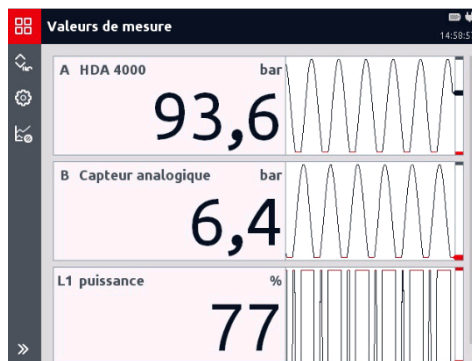 Valeurs de mesure
14:58:5
A HDA 4000 bar
93,6
B Capteur analogique bar
6,4
L1 puissance %
77